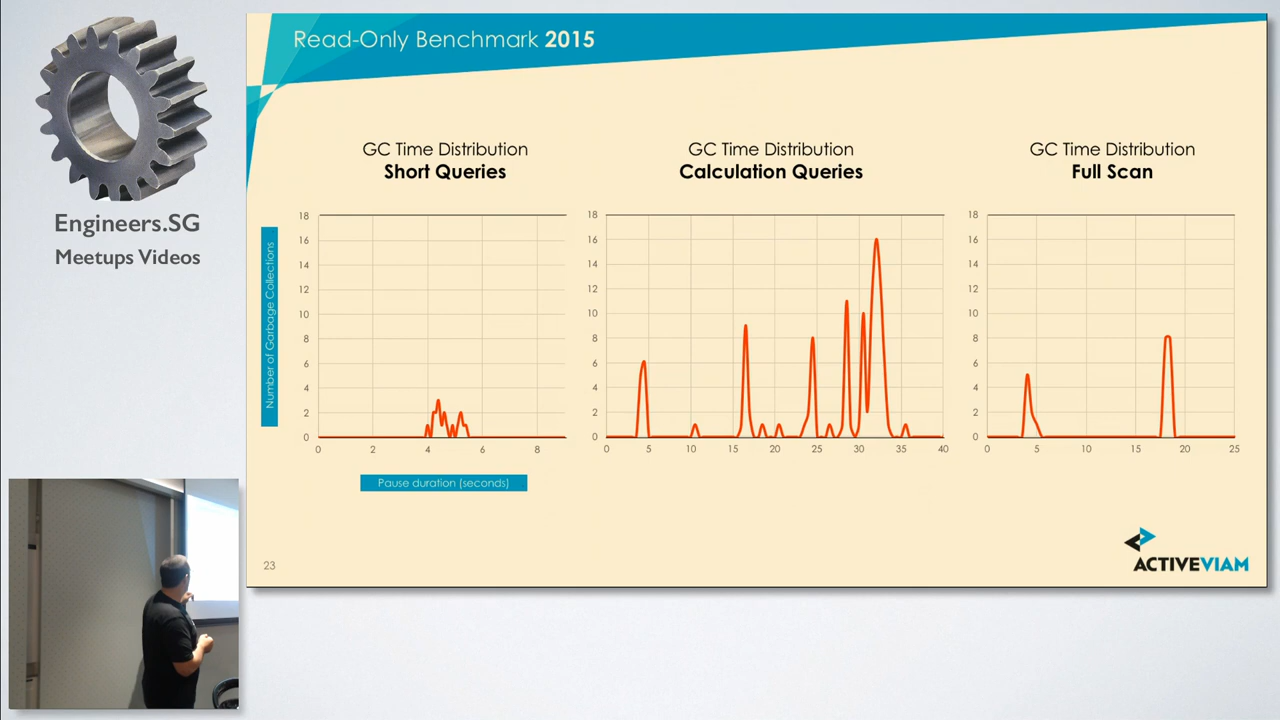 Engineers.SG
Meetups Videos
Read-Only Benchmark 2015
GC Time Distribution
Short Queries
GC Time Distribution
Calculation Queries
GC Time Distribution
Full Scan
Number of Garbage Collections
18
16
14
12
10
8
6
4
2
0
0 2 4 6 8
18
16
14
12
10
8
6
4
2
0
0 5 10 15 20 25 30 35 40
18
16
14
12
10
8
6
4
2
0
0 5 10 15 20 25
Pause duration (seconds)
23
ACTIVEVIAM